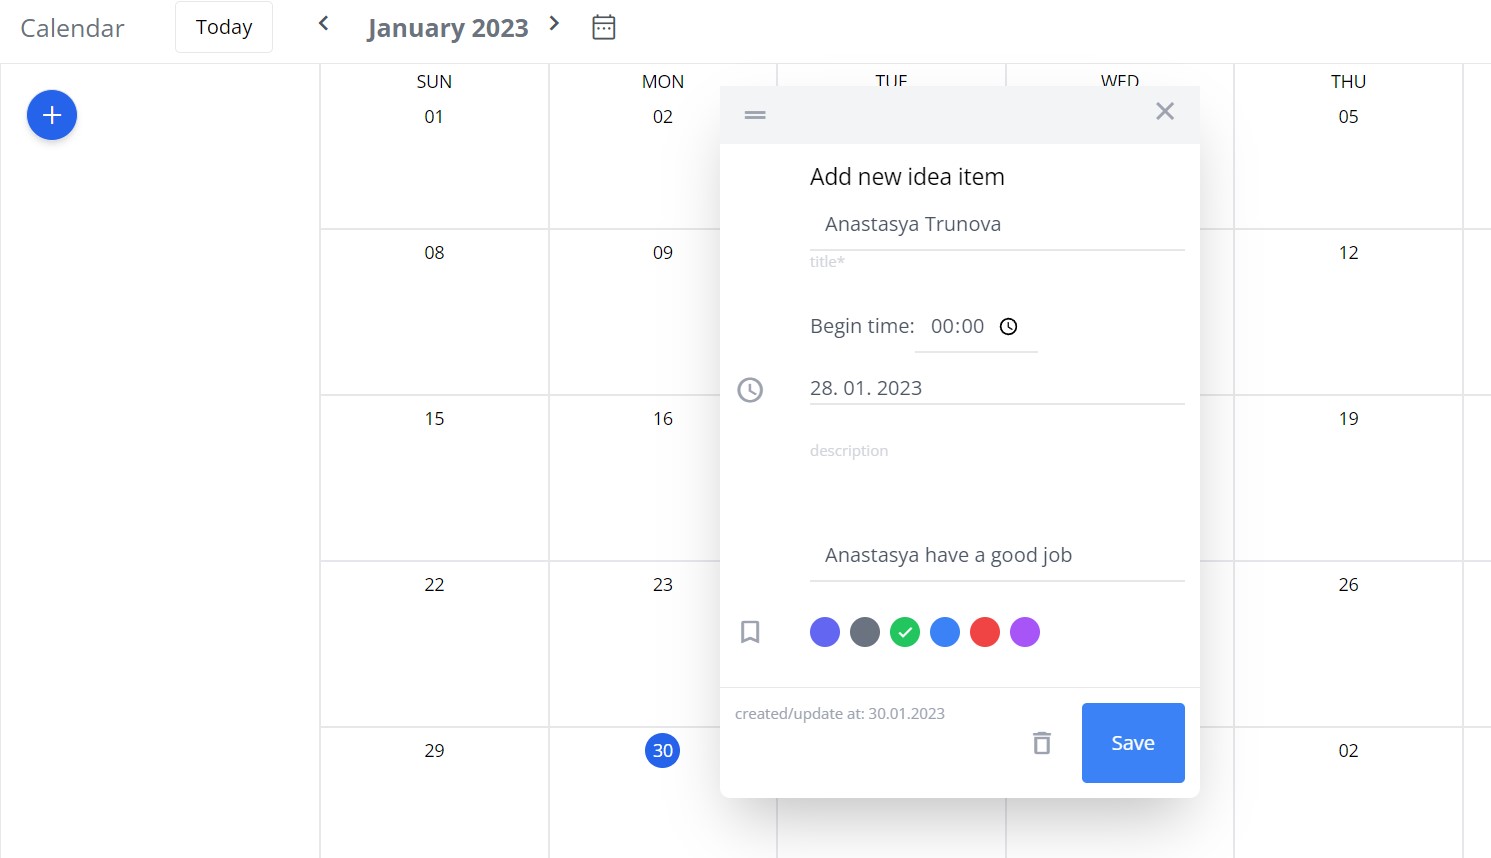 Calendar Today January 2023
SUN MON TUE WED THU
01 02 05
Add new idea item
Anastasya Trunova
title*
08 09 12
Begin time: 00:00
28. 01. 2023
15 16 19
description
Anastasya have a good job
22 23 26
created/update at: 30.01.2023
Save
29 30 02